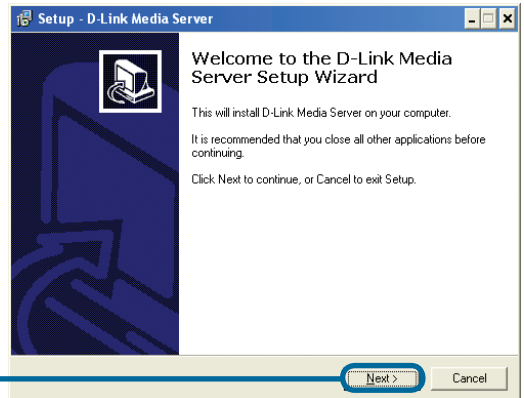 Setup - D-Link Media Server
Welcome to the D-Link Media
Server Setup Wizard
This will install D-Link Media Server on your computer.
It is recommended that you close all other applications before
continuing.
Click Next to continue, or Cancel to exit Setup.
Next >
Cancel